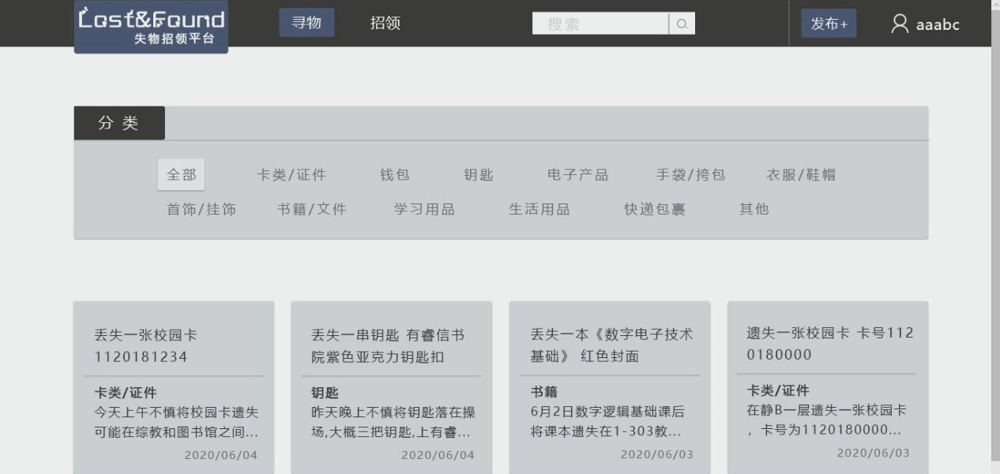 Lost&Found
失物招领平台
寻物
招领
搜索
发布+
aaabc
分 类
全部 卡类/证件 钱包 钥匙 电子产品 手袋/挎包 衣服/鞋帽
首饰/挂饰 书籍/文件 学习用品 生活用品 快递包裹 其他
丢失一张校园卡
1120181234
卡类/证件
今天上午不慎将校园卡遗失
可能在综教和图书馆之间...
2020/06/04
丢失一串钥匙 有睿信书
院紫色亚克力钥匙扣
钥匙
昨天晚上不慎将钥匙落在操
场,大概三把钥匙,上有睿...
2020/06/04
丢失一本《数字电子技术
基础》 红色封面
书籍
6月2日数字逻辑基础课后
将课本遗失在1-303教...
2020/06/03
遗失一张校园卡 卡号112
0180000
卡类/证件
在静B一层遗失一张校园卡
，卡号为1120180000...
2020/06/03